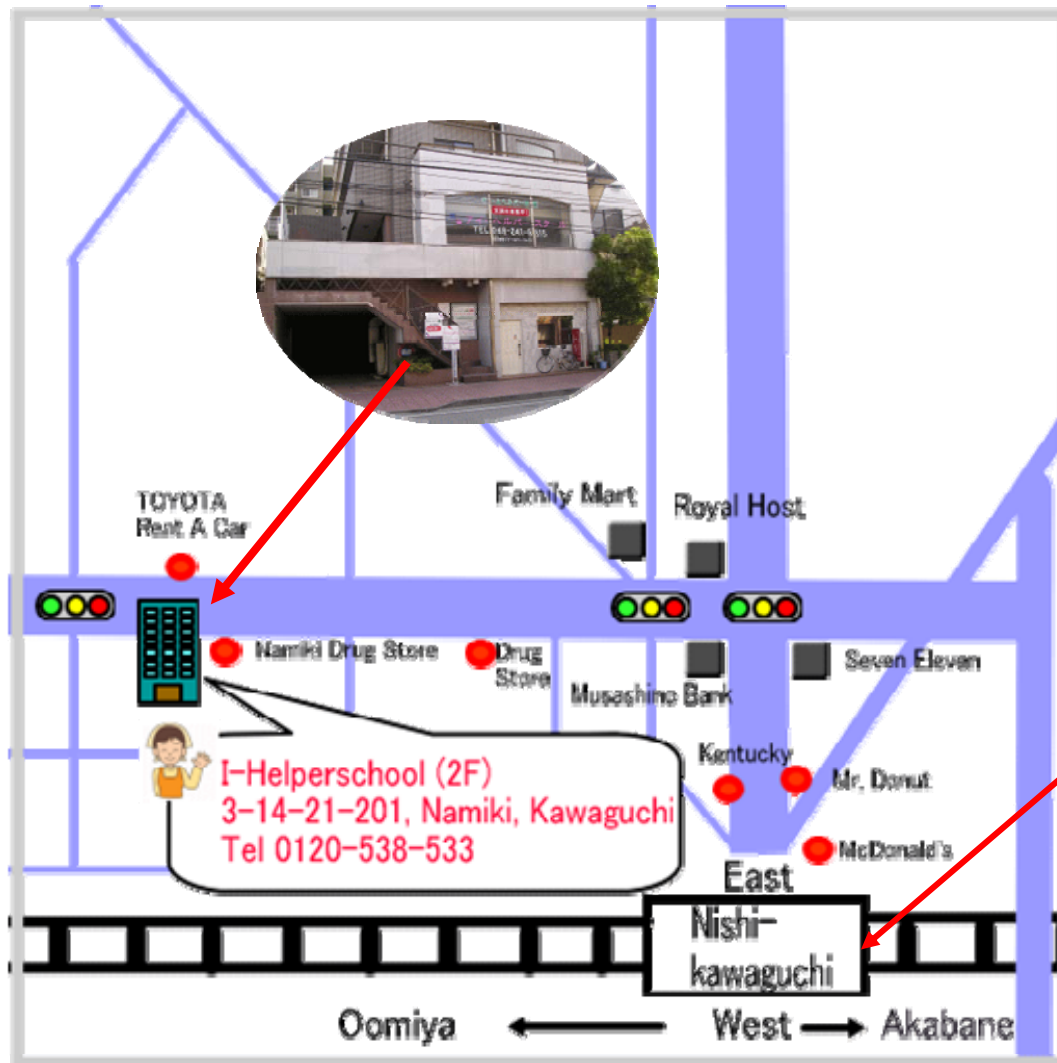 TEL
TOYOTA
Rent A Car
Family Mart
Royal Host
Namiki Drug Store
Drug
Store
Musashino Bank
Seven Eleven
I-Helperschool (2F)
3-14-21-201, Namiki, Kawaguchi
Tel 0120-538-533
Kentucky
Mr. Donut
McDonald's
East
Nishi-
kawaguchi
Oomiya
West
Akabane